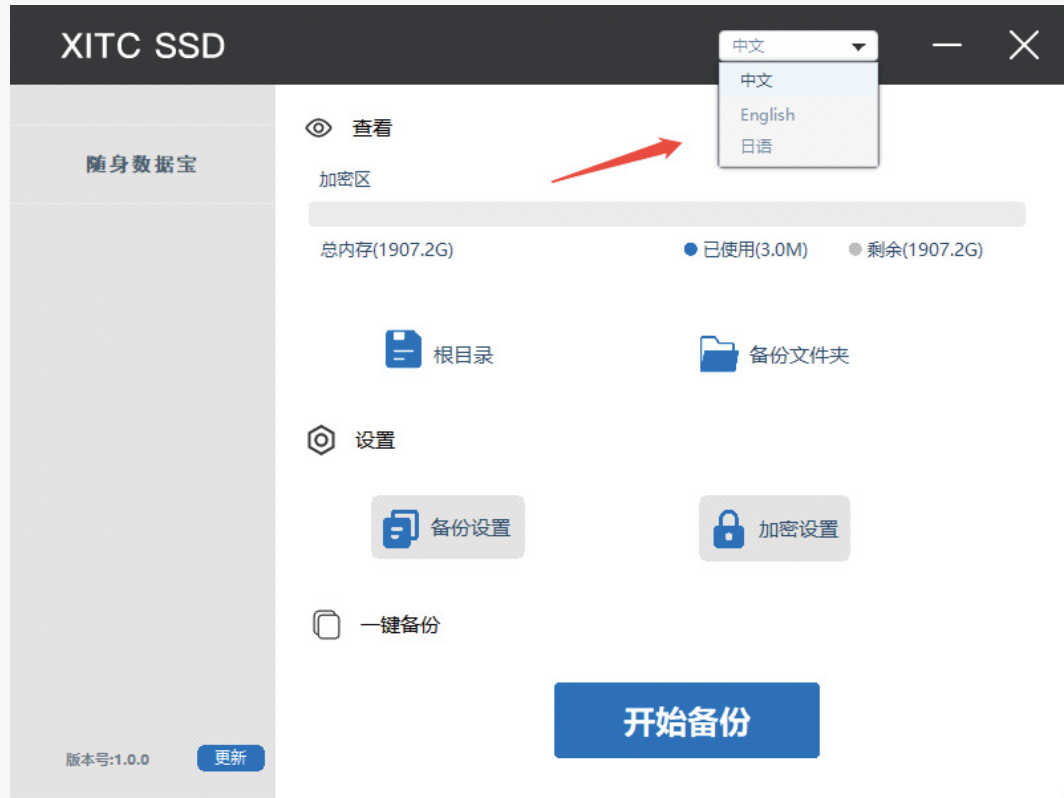 XITC SSD
中文
中文
English
日语
随身数据宝
查看
加密区
总内存(1907.2G)
已使用(3.0M)
剩余(1907.2G)
根目录
备份文件夹
设置
备份设置
加密设置
一键备份
开始备份
版本号:1.0.0
更新